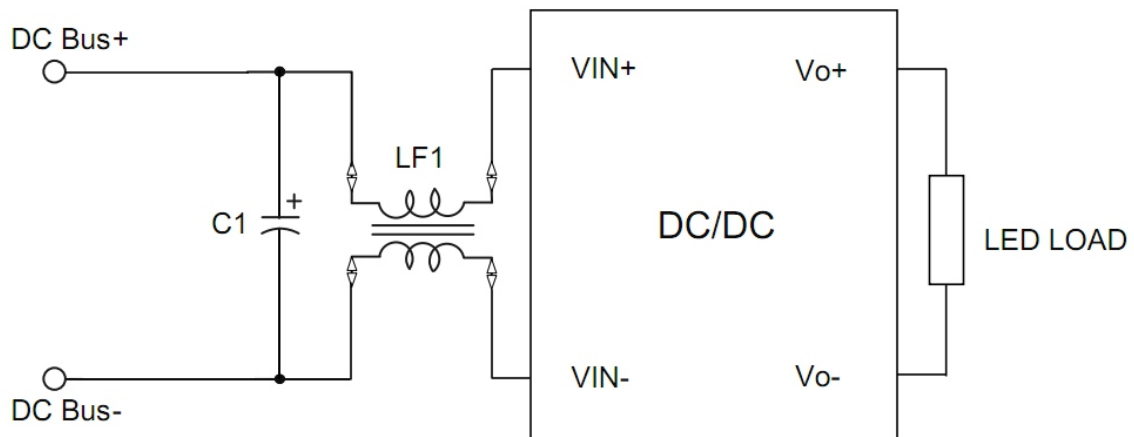 DC Bus+
VIN+
Vo+
LF1
+
C1
DC/DC
LED LOAD
VIN-
Vo-
DC Bus-